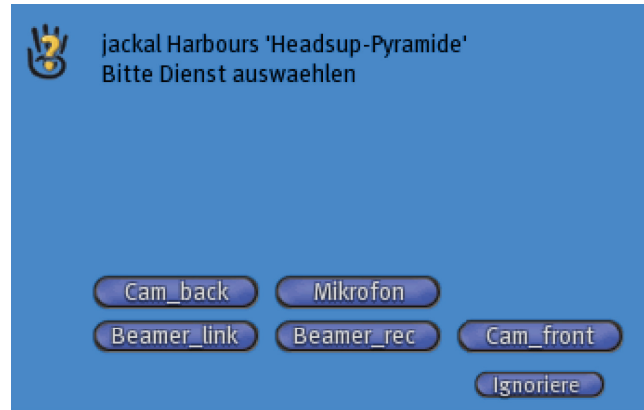 jackal Harbours 'Headsup-Pyramide'
Bitte Dienst auswaehlen
Cam_back Mikrofon
Beamer_link Beamer_rec Cam_front
Ignoriere